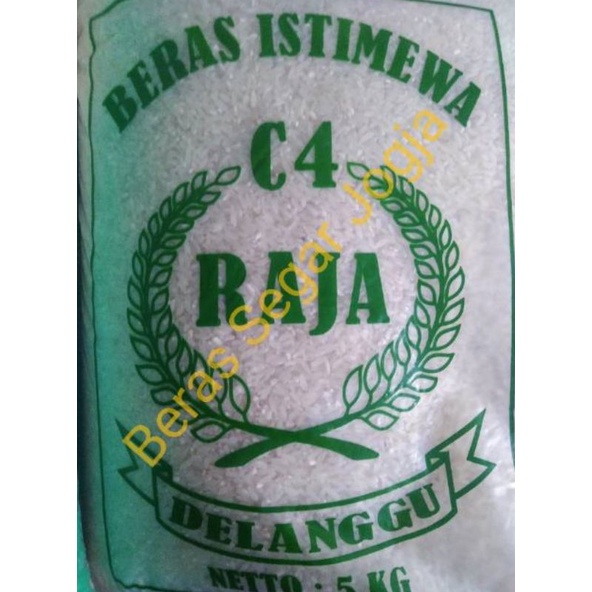 BERAS ISTIMEWA
C4
RAJA
DELANGGU
NETTO : 5 KG
Beras Segar Jogja